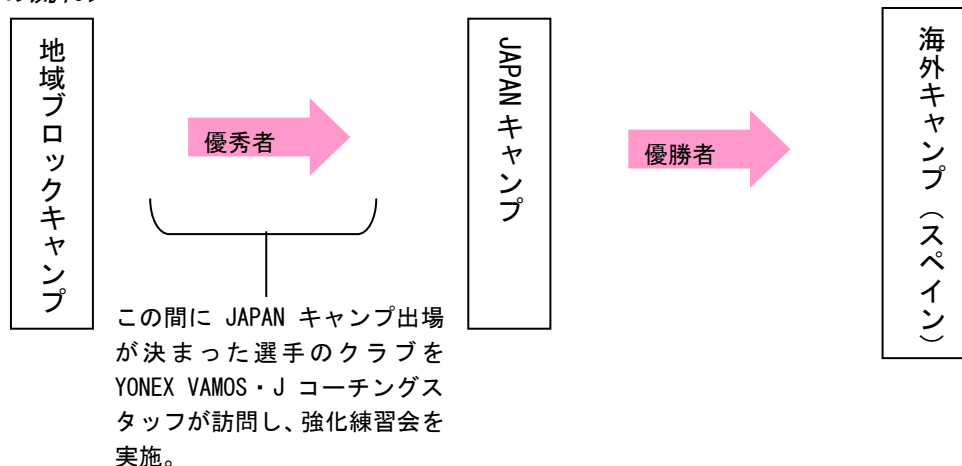 地域ブロックキャンプ
優秀者
JAPAN キャンプ
優勝者
海外キャンプ（スペイン）
この間に JAPAN キャンプ出場
が決まった選手のクラブを
YONEX VAMOS・J コーチングス
タッフが訪問し、強化練習会を
実施。